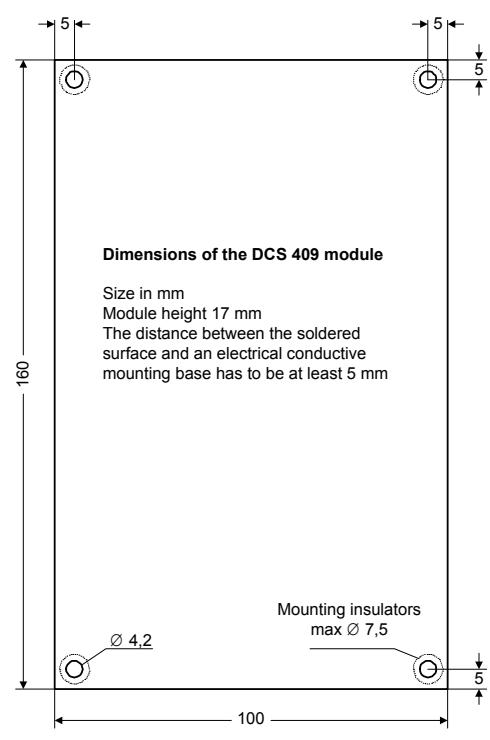 5
5
5
Dimensions of the DCS 409 module
Size in mm
Module height 17 mm
The distance between the soldered
surface and an electrical conductive
mounting base has to be at least 5 mm
160
Mounting insulators
max ∅ 7,5
∅ 4,2
5
100